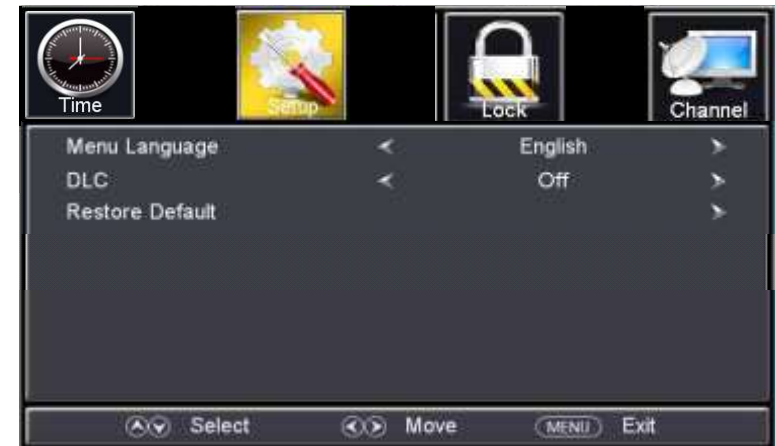 Time Setup Lock Channel
Menu Language English
DLC Off
Restore Default
Select Move MENU Exit